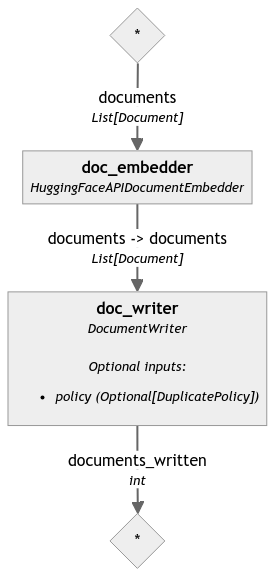 *
documents
List[Document]
doc_embedder
HuggingFaceAPIDocumentEmbedder
documents -> documents
List[Document]
doc_writer
DocumentWriter
Optional inputs:
• policy (Optional[DuplicatePolicy])
documents_written
int
*